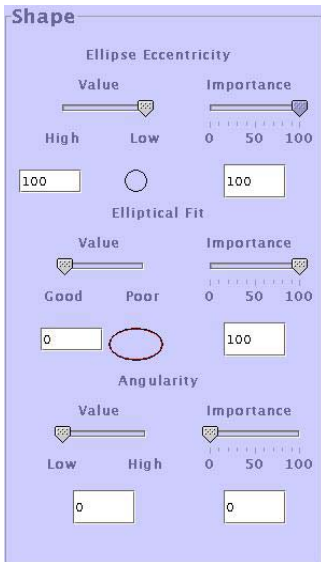 Shape
Ellipse Eccentricity
Value Importance
High Low 0 50 100
100 100
Elliptical Fit
Value Importance
Good Poor 0 50 100
0 100
Angularity
Value Importance
Low High 0 50 100
0 0